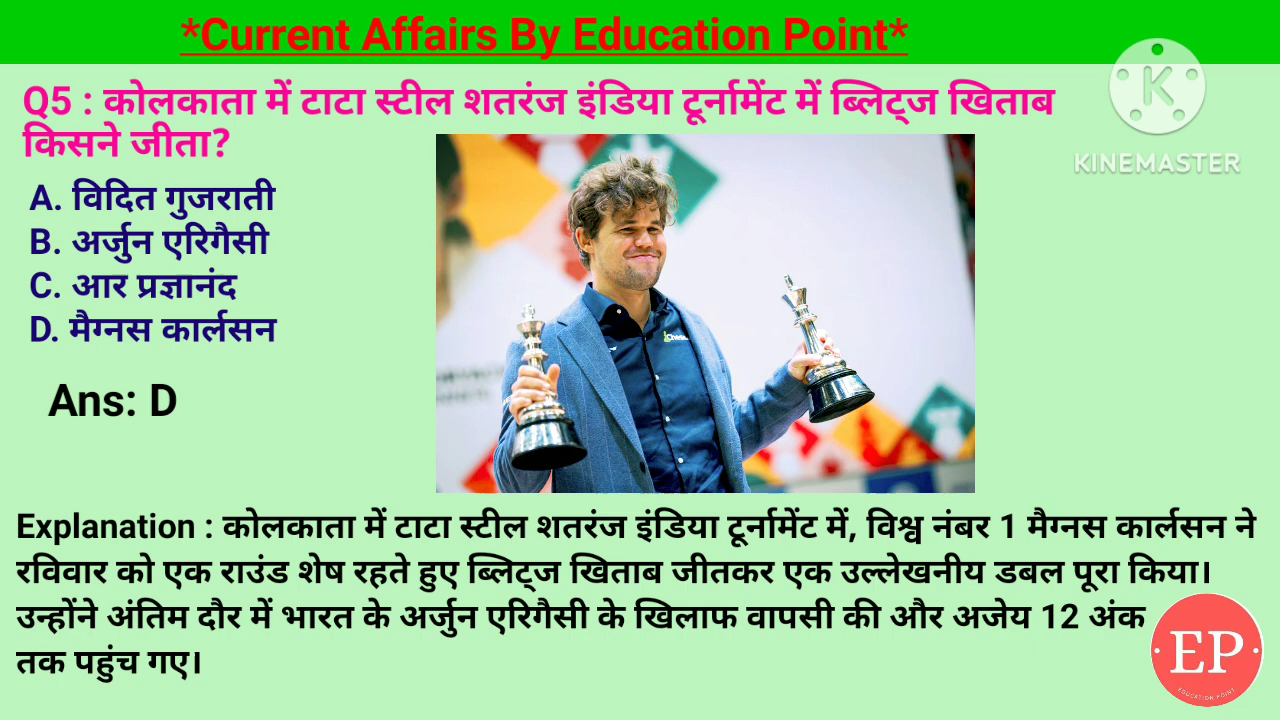 *Current Affairs By Education Point*
Q5 : कोलकाता में टाटा स्टील शतरंज इंडिया टूर्नामेंट में ब्लिट्ज खिताब
किसने जीता?
KINEMASTER
A. विदित गुजराती
B. अर्जुन एरिगैसी
C. आर प्रज्ञानंद
D. मैग्नस कार्लसन
Ans: D
Explanation : कोलकाता में टाटा स्टील शतरंज इंडिया टूर्नामेंट में, विश्व नंबर 1 मैग्नस कार्लसन ने
रविवार को एक राउंड शेष रहते हुए ब्लिट्ज खिताब जीतकर एक उल्लेखनीय डबल पूरा किया।
उन्होंने अंतिम दौर में भारत के अर्जुन एरिगैसी के खिलाफ वापसी की और अजेय 12 अंक
तक पहुंच गए।
EP
EDUCATION POINT